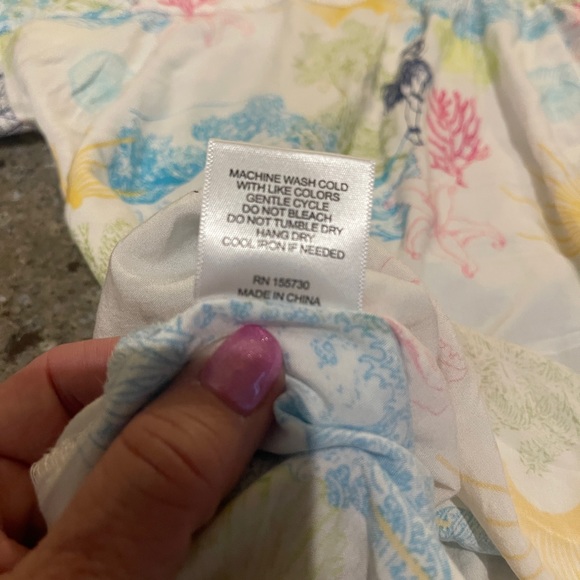 MACHINE WASH COLD
WITH LIKE COLORS
GENTLE CYCLE
DO NOT BLEACH
DO NOT TUMBLE DRY
HANG DRY
COOL IRON IF NEEDED
RN 155730
MADE IN CHINA